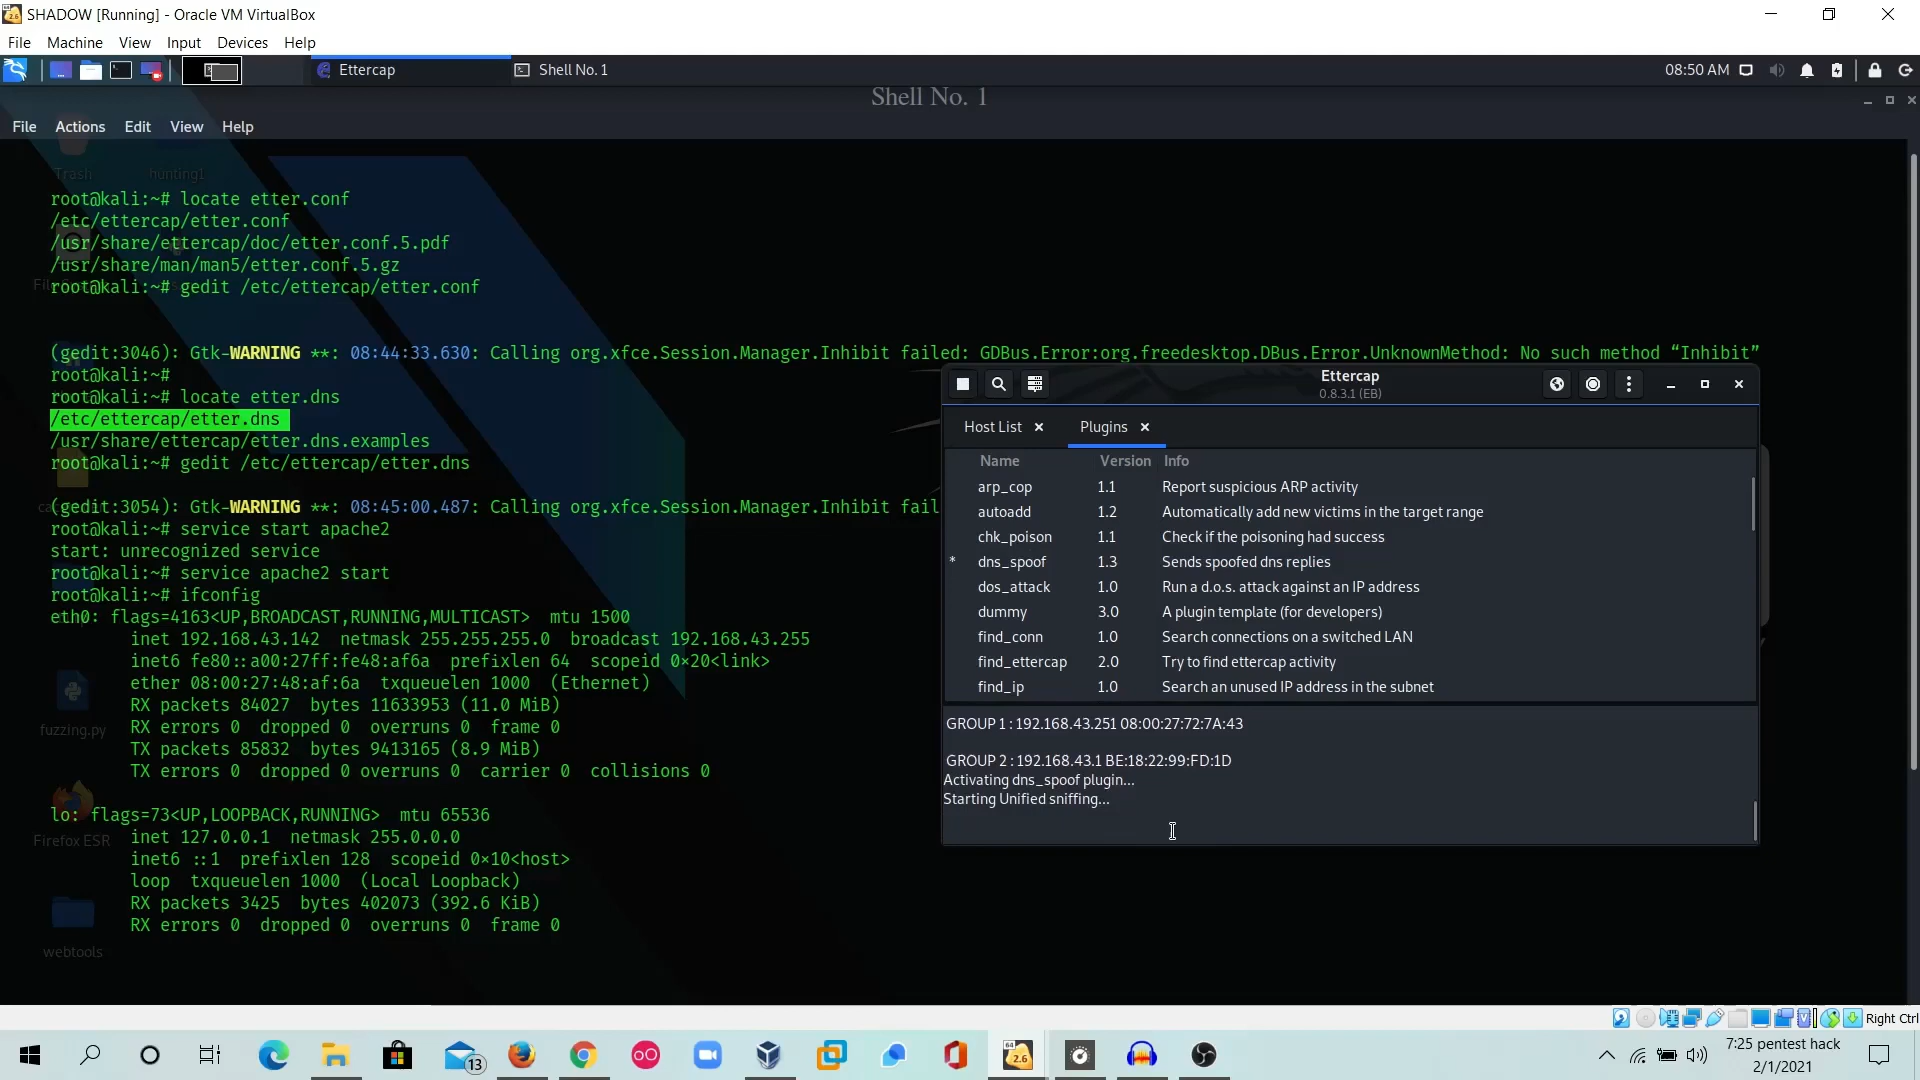 SHADOW [Running] - Oracle VM VirtualBox
File Machine View Input Devices Help
Ettercap
Shell No. 1
08:50 AM
Shell No. 1
File Actions Edit View Help
Trash
hunting1
root@kali:~# locate etter.conf
/etc/ettercap/etter.conf
/usr/share/ettercap/doc/etter.conf.5.pdf
/usr/share/man/man5/etter.conf.5.gz
root@kali:~# gedit /etc/ettercap/etter.conf
(gedit:3046): Gtk-WARNING **: 08:44:33.630: Calling org.xfce.Session.Manager.Inhibit failed: GDBus.Error:org.freedesktop.DBus.Error.UnknownMethod: No such method “Inhibit”
root@kali:~#
root@kali:~# locate etter.dns
/etc/ettercap/etter.dns
/usr/share/ettercap/etter.dns.examples
root@kali:~# gedit /etc/ettercap/etter.dns
(gedit:3054): Gtk-WARNING **: 08:45:00.487: Calling org.xfce.Session.Manager.Inhibit fail
root@kali:~# service start apache2
start: unrecognized service
root@kali:~# service apache2 start
root@kali:~# ifconfig
eth0: flags=4163<UP,BROADCAST,RUNNING,MULTICAST> mtu 1500
inet 192.168.43.142 netmask 255.255.255.0 broadcast 192.168.43.255
inet6 fe80::a00:27ff:fe48:af6a prefixlen 64 scopeid 0×20<link>
ether 08:00:27:48:af:6a txqueuelen 1000 (Ethernet)
RX packets 84027 bytes 11633953 (11.0 MiB)
RX errors 0 dropped 0 overruns 0 frame 0
TX packets 85832 bytes 9413165 (8.9 MiB)
TX errors 0 dropped 0 overruns 0 carrier 0 collisions 0
lo: flags=73<UP,LOOPBACK,RUNNING> mtu 65536
inet 127.0.0.1 netmask 255.0.0.0
inet6 ::1 prefixlen 128 scopeid 0×10<host>
loop txqueuelen 1000 (Local Loopback)
RX packets 3425 bytes 402073 (392.6 KiB)
RX errors 0 dropped 0 overruns 0 frame 0
fuzzing.py
Firefox ESR
webtools
Ettercap
0.8.3.1 (EB)
Host List × Plugins ×
Name Version Info
arp_cop 1.1 Report suspicious ARP activity
autoadd 1.2 Automatically add new victims in the target range
chk_poison 1.1 Check if the poisoning had success
* dns_spoof 1.3 Sends spoofed dns replies
dos_attack 1.0 Run a d.o.s. attack against an IP address
dummy 3.0 A plugin template (for developers)
find_conn 1.0 Search connections on a switched LAN
find_ettercap 2.0 Try to find ettercap activity
find_ip 1.0 Search an unused IP address in the subnet
GROUP 1 : 192.168.43.251 08:00:27:72:7A:43
GROUP 2 : 192.168.43.1 BE:18:22:99:FD:1D
Activating dns_spoof plugin...
Starting Unified sniffing...
Right Ctrl
13
64
2.6
7:25 pentest hack
2/1/2021